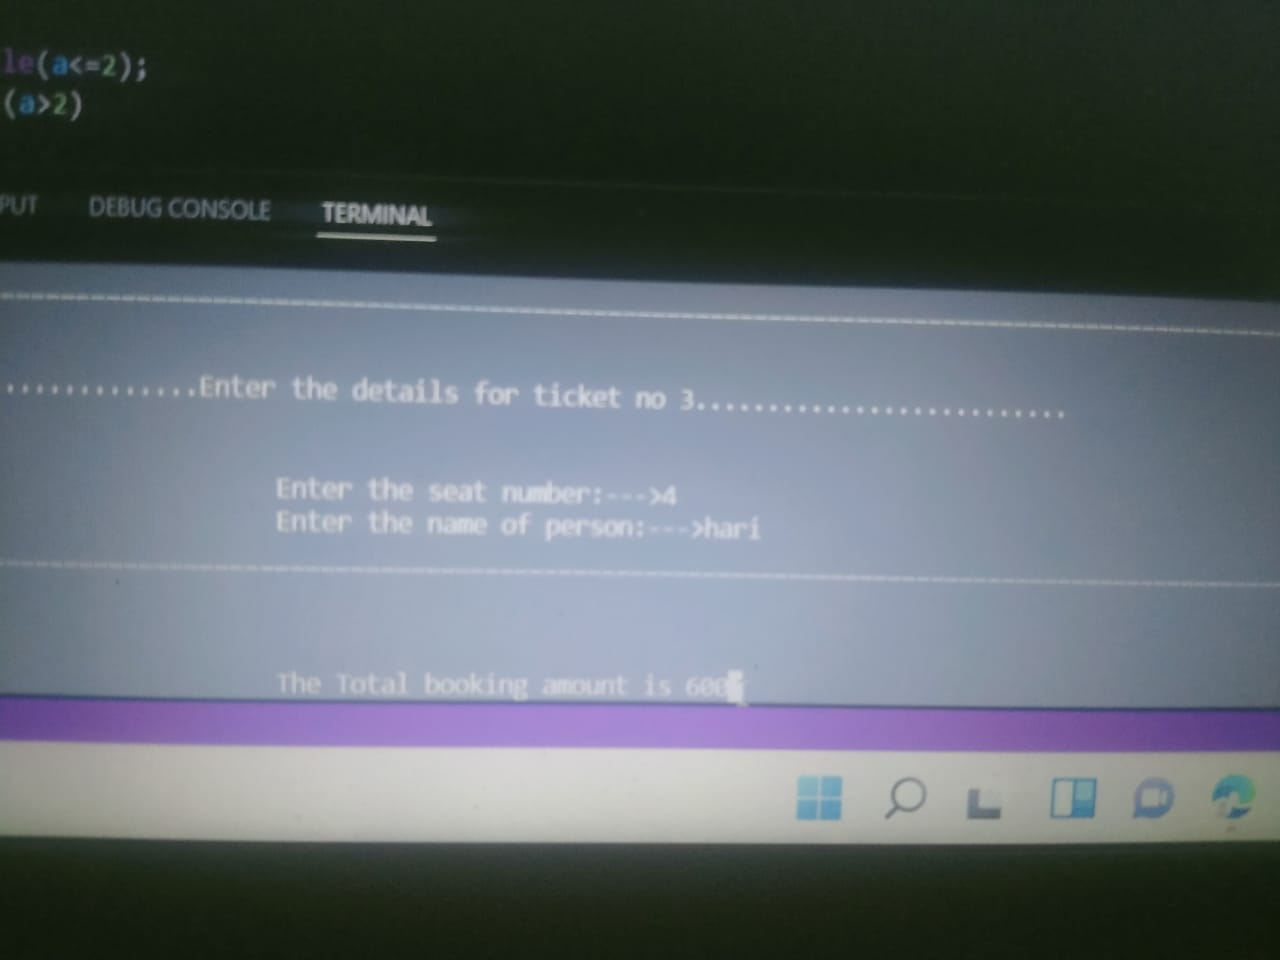 le(a<=2);
(a>2)
PUT DEBUG CONSOLE TERMINAL
--------------------------------------------------------------------------------
.............Enter the details for ticket no 3.........................
Enter the seat number:--->4
Enter the name of person:--->hari
--------------------------------------------------------------------------------
The Total booking amount is 600